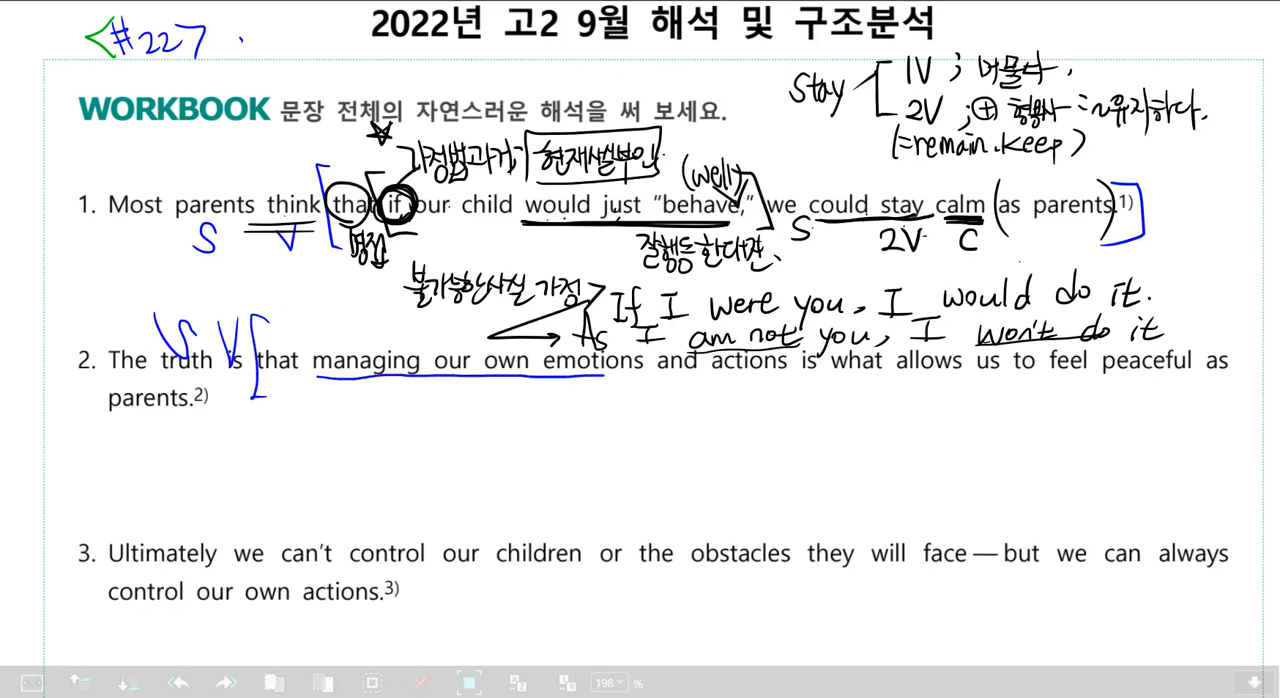 2022년 고2 9월 해석 및 구조분석
<#227
Stay 1V ; 머물다.
2V ; ⊕ 형용사 : ~유지하다.
(=remain.keep)
WORKBOOK 문장 전체의 자연스러운 해석을 써 보세요.
☆ 가정법과거 현재사실부인
(well)
1. Most parents think that if our child would just "behave," we could stay calm (as parents.1)
S V 명접 잘행동한다면, S 2V C
불가능한사실 가정 If I were you, I would do it.
→ As I am not you, I won't do it
S V
2. The truth is that managing our own emotions and actions is what allows us to feel peaceful as
parents.2)
3. Ultimately we can't control our children or the obstacles they will face — but we can always
control our own actions.3)
198 %